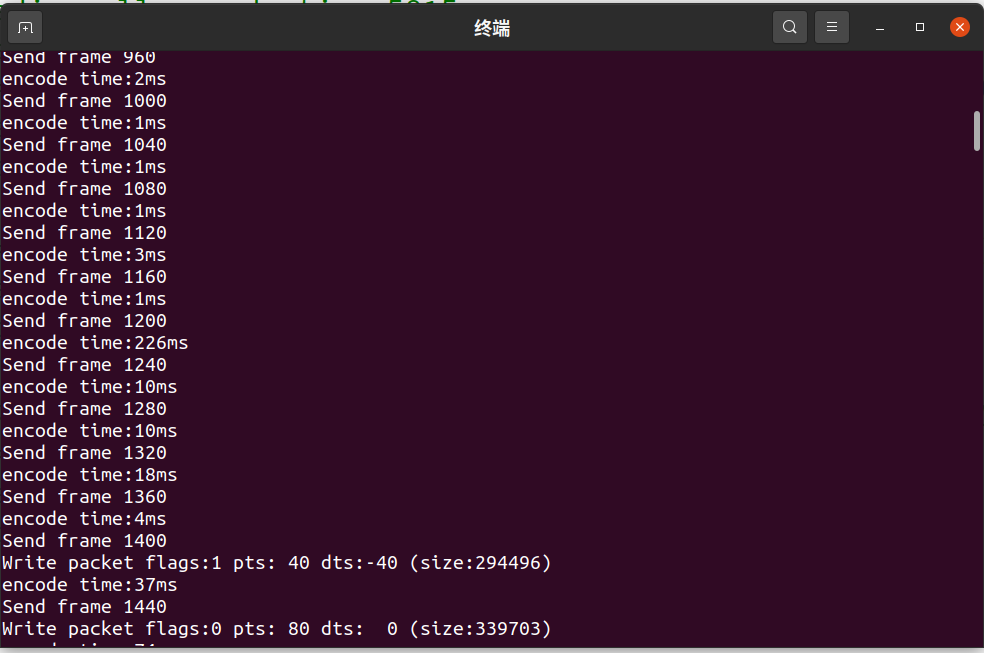 终端
Send frame 960
encode time:2ms
Send frame 1000
encode time:1ms
Send frame 1040
encode time:1ms
Send frame 1080
encode time:1ms
Send frame 1120
encode time:3ms
Send frame 1160
encode time:1ms
Send frame 1200
encode time:226ms
Send frame 1240
encode time:10ms
Send frame 1280
encode time:10ms
Send frame 1320
encode time:18ms
Send frame 1360
encode time:4ms
Send frame 1400
Write packet flags:1 pts: 40 dts:-40 (size:294496)
encode time:37ms
Send frame 1440
Write packet flags:0 pts: 80 dts:  0 (size:339703)